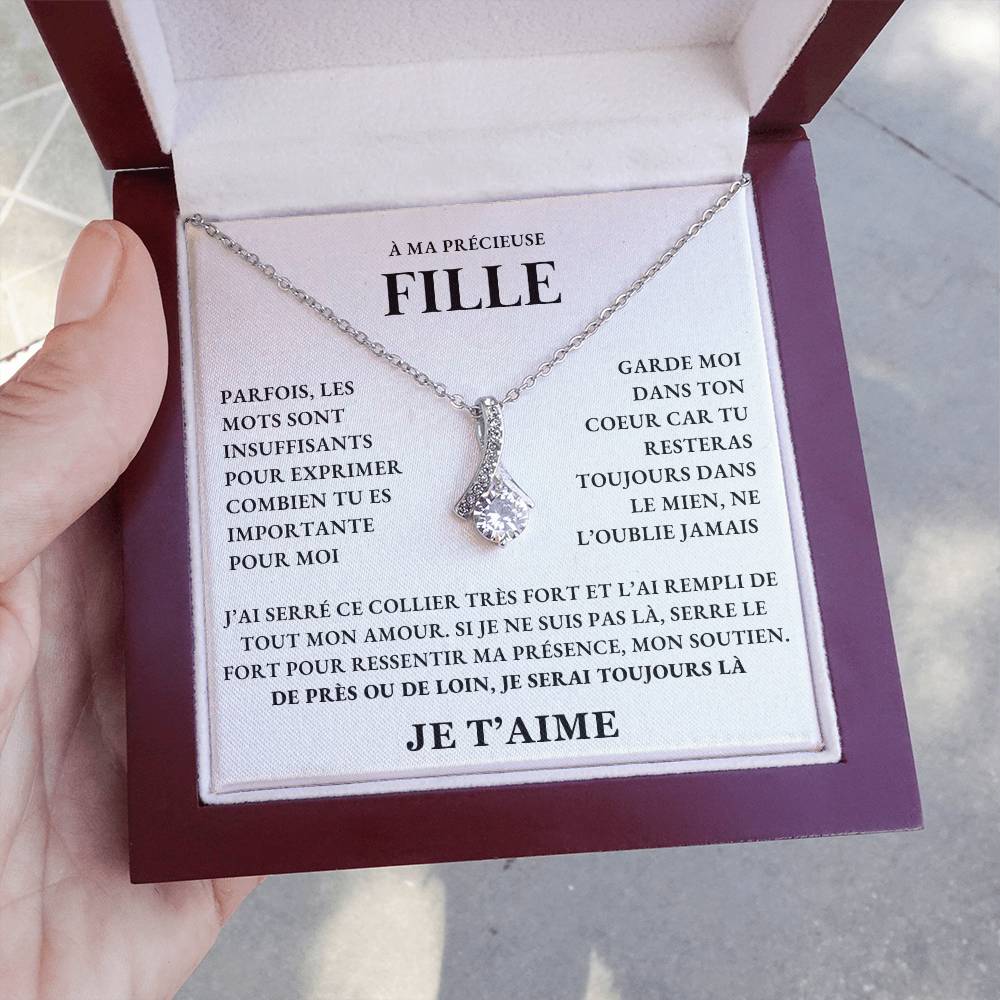 À MA PRÉCIEUSE
FILLE
PARFOIS, LES
MOTS SONT
INSUFFISANTS
POUR EXPRIMER
COMBIEN TU ES
IMPORTANTE
POUR MOI
GARDE MOI
DANS TON
COEUR CAR TU
RESTERAS
TOUJOURS DANS
LE MIEN, NE
L’OUBLIE JAMAIS
J’AI SERRÉ CE COLLIER TRÈS FORT ET L’AI REMPLI DE
TOUT MON AMOUR. SI JE NE SUIS PAS LÀ, SERRE LE
FORT POUR RESSENTIR MA PRÉSENCE, MON SOUTIEN.
DE PRÈS OU DE LOIN, JE SERAI TOUJOURS LÀ
JE T’AIME